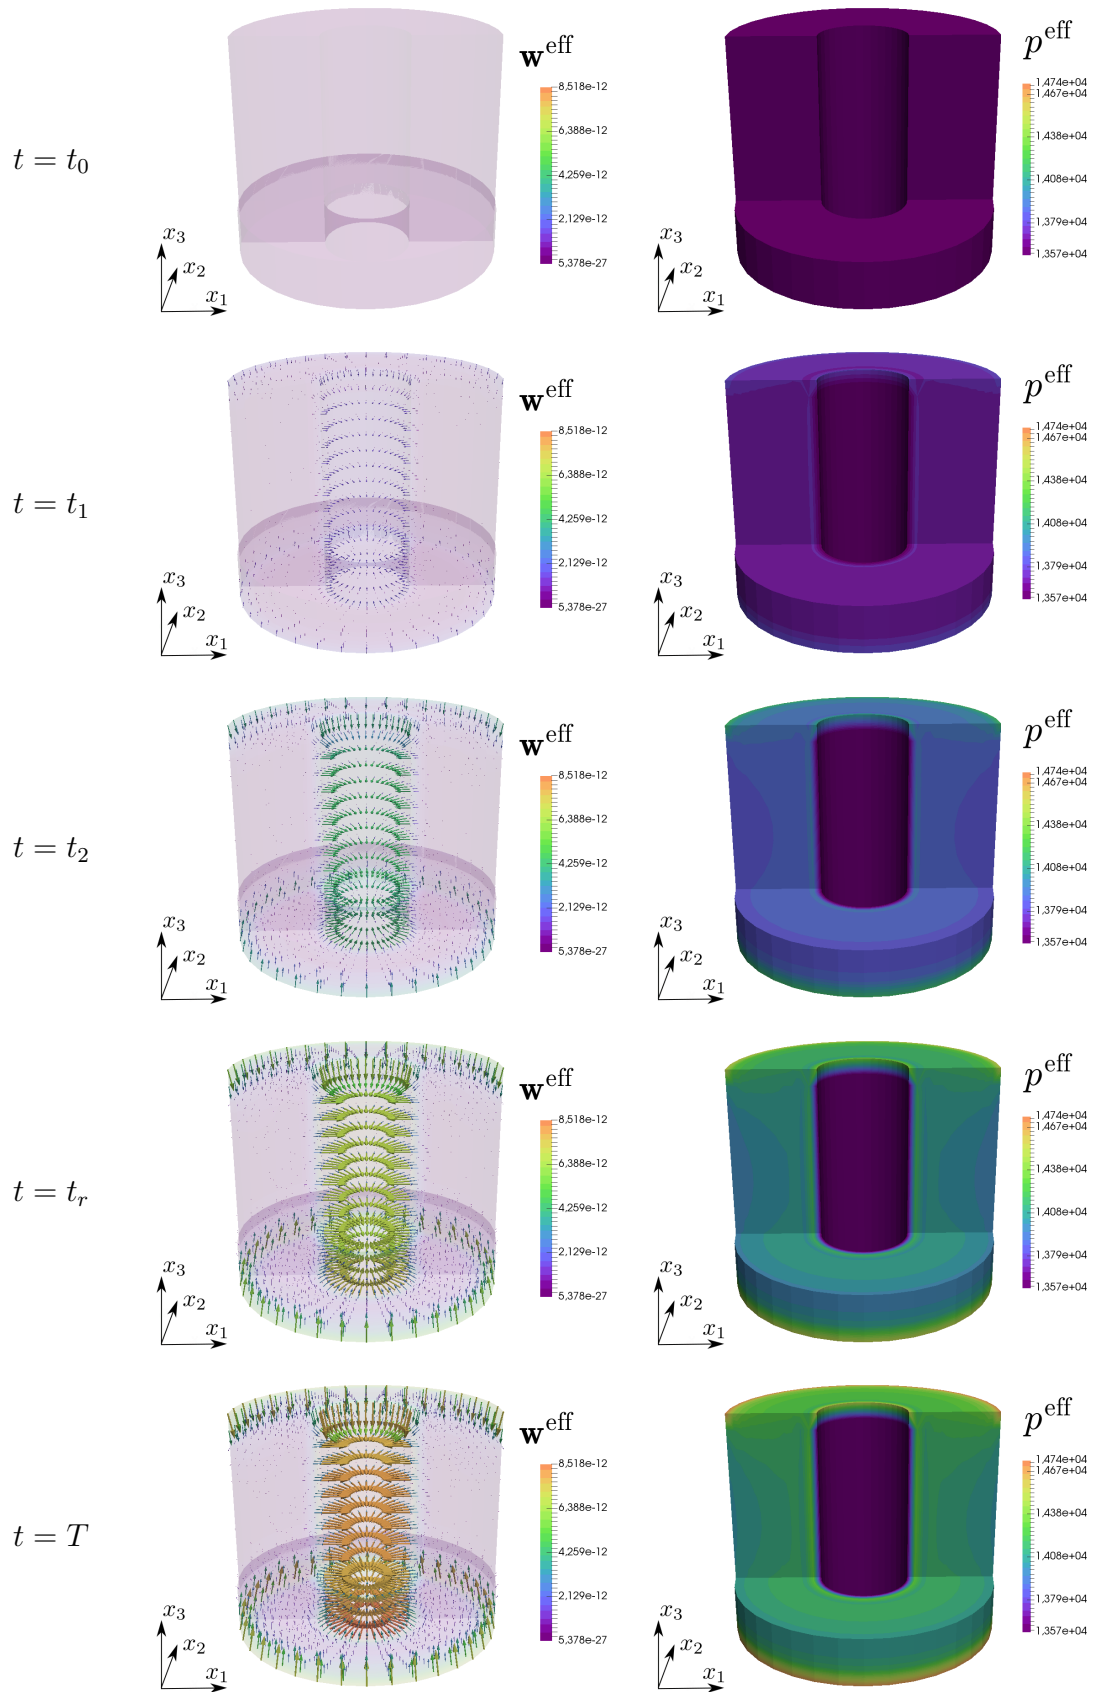 t = t₀
w^eff
8,518e-12
6,388e-12
4,259e-12
2,129e-12
5,378e-27
x₃
x₂
x₁
p^eff
1,474e+04
1,467e+04
1,438e+04
1,408e+04
1,379e+04
1,357e+04
x₃
x₂
x₁
t = t₁
w^eff
8,518e-12
6,388e-12
4,259e-12
2,129e-12
5,378e-27
x₃
x₂
x₁
p^eff
1,474e+04
1,467e+04
1,438e+04
1,408e+04
1,379e+04
1,357e+04
x₃
x₂
x₁
t = t₂
w^eff
8,518e-12
6,388e-12
4,259e-12
2,129e-12
5,378e-27
x₃
x₂
x₁
p^eff
1,474e+04
1,467e+04
1,438e+04
1,408e+04
1,379e+04
1,357e+04
x₃
x₂
x₁
t = tᵣ
w^eff
8,518e-12
6,388e-12
4,259e-12
2,129e-12
5,378e-27
x₃
x₂
x₁
p^eff
1,474e+04
1,467e+04
1,438e+04
1,408e+04
1,379e+04
1,357e+04
x₃
x₂
x₁
t = T
w^eff
8,518e-12
6,388e-12
4,259e-12
2,129e-12
5,378e-27
x₃
x₂
x₁
p^eff
1,474e+04
1,467e+04
1,438e+04
1,408e+04
1,379e+04
1,357e+04
x₃
x₂
x₁